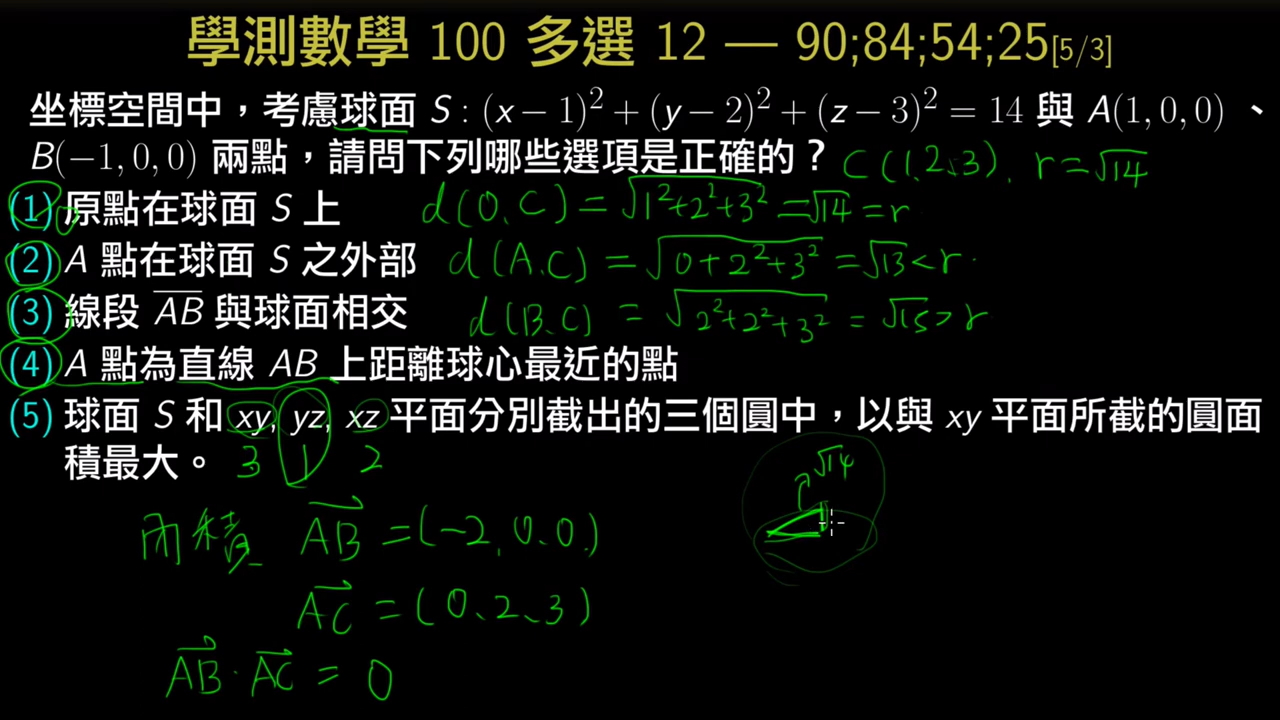 學測數學 100 多選 12 — 90;84;54;25[5/3]
坐標空間中，考慮球面 S : (x − 1)² + (y − 2)² + (z − 3)² = 14 與 A(1, 0, 0) 、
B(−1, 0, 0) 兩點，請問下列哪些選項是正確的？ C(1,2,3), r=√14
(1) 原點在球面 S 上 d(O,C)=√1²+2²+3²=√14=r
(2) A 點在球面 S 之外部 d(A.C)=√0+2²+3²=√13<r
(3) 線段 AB 與球面相交 d(B.C)=√2²+2²+3²=√15>r
(4) A 點為直線 AB 上距離球心最近的點
(5) 球面 S 和 xy, yz, xz 平面分別截出的三個圓中，以與 xy 平面所截的圓面
積最大。 3 1 2
r √14
內積 AB=(-2,0,0)
AC=(0,2,3)
AB·AC=0